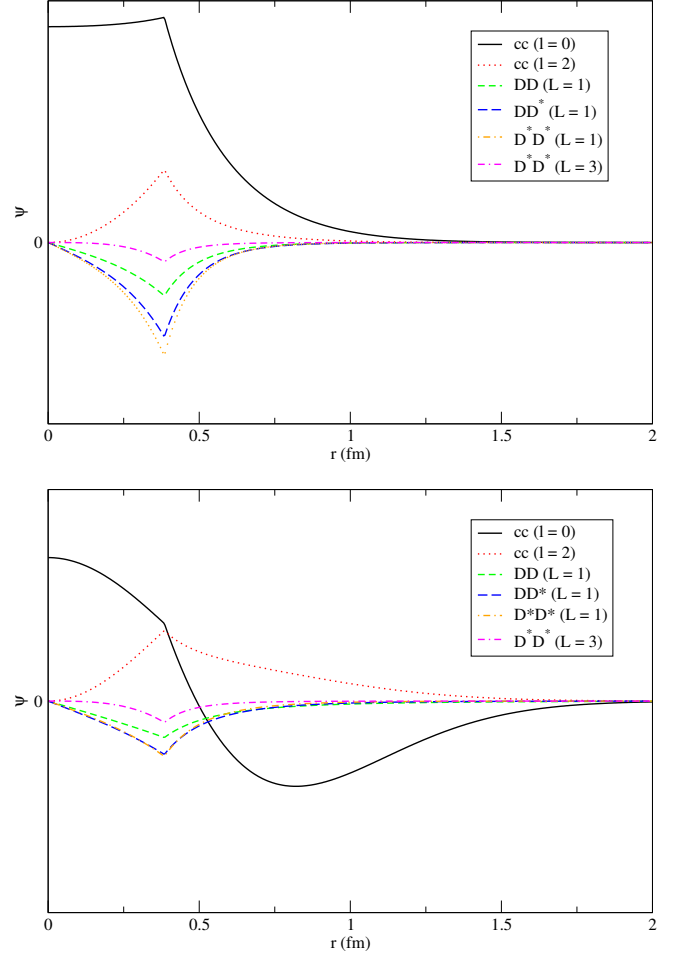 cc (l = 0)
cc (l = 2)
DD (L = 1)
DD* (L = 1)
D*D* (L = 1)
D*D* (L = 3)
ψ
0
0 0.5 1 1.5 2
r (fm)
cc (l = 0)
cc (l = 2)
DD (L = 1)
DD* (L = 1)
D*D* (L = 1)
D*D* (L = 3)
ψ
0
0 0.5 1 1.5 2
r (fm)